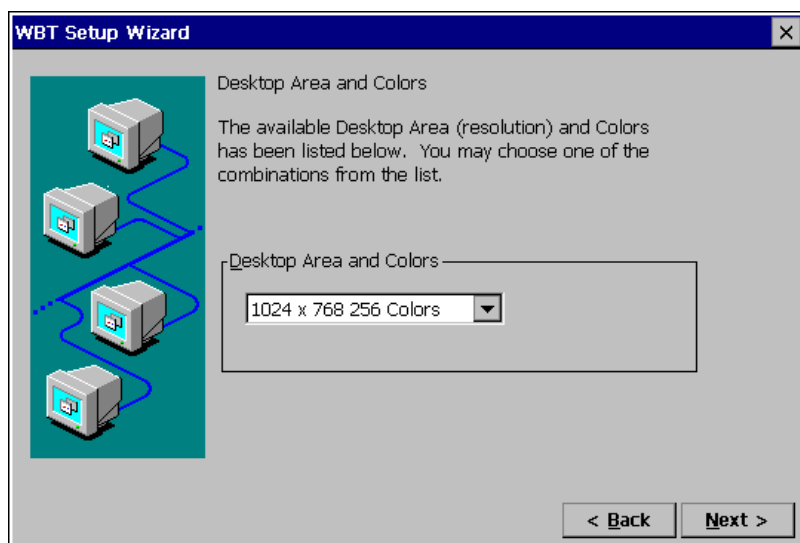 WBT Setup Wizard
Desktop Area and Colors
The available Desktop Area (resolution) and Colors
has been listed below.  You may choose one of the
combinations from the list.
Desktop Area and Colors
1024 x 768 256 Colors
< Back
Next >